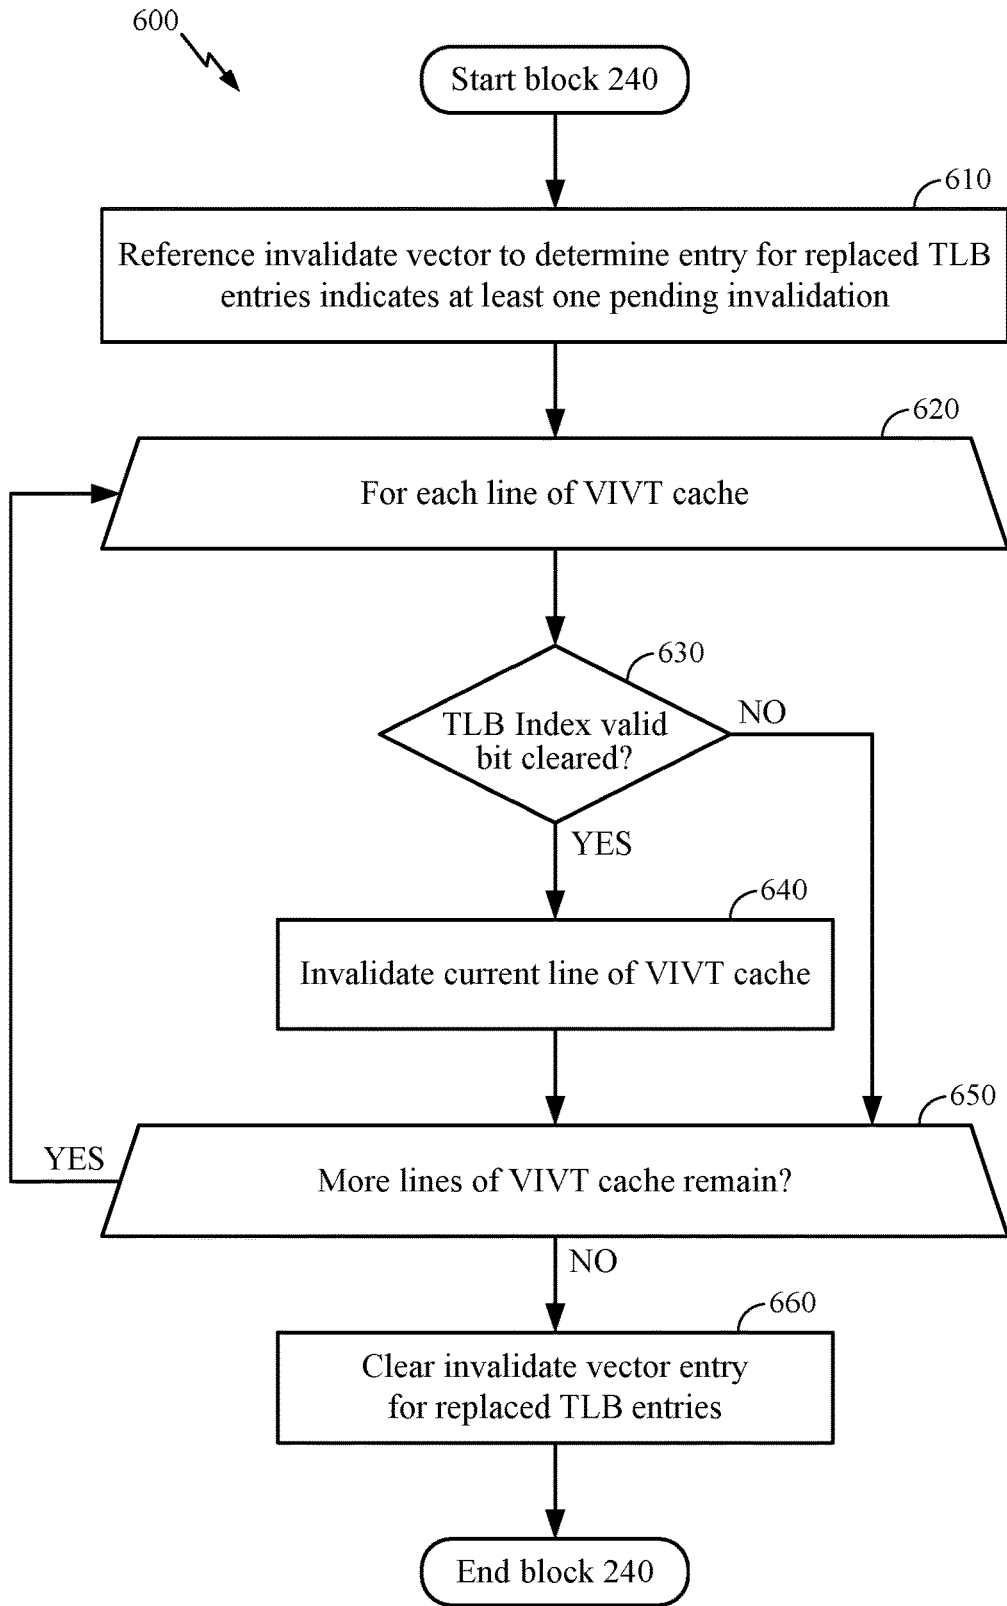 600
Start block 240
610
Reference invalidate vector to determine entry for replaced TLB
entries indicates at least one pending invalidation
620
For each line of VIVT cache
630
TLB Index valid
bit cleared?
NO
YES
640
Invalidate current line of VIVT cache
650
YES
More lines of VIVT cache remain?
NO
660
Clear invalidate vector entry
for replaced TLB entries
End block 240